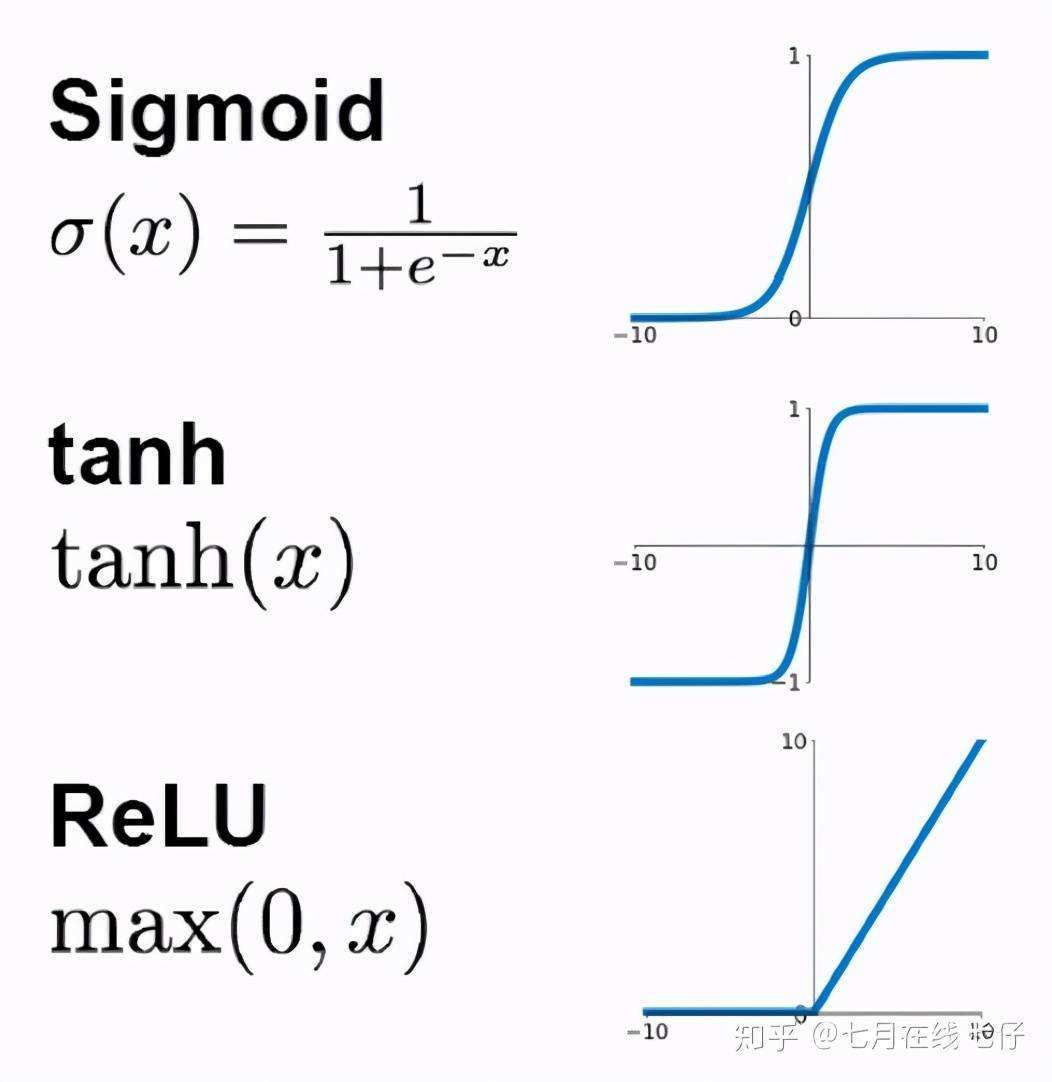 Sigmoid
σ(x) = 1/(1+e^{-x})
1
0
-10 10
tanh
tanh(x)
1
-10 10
-1
ReLU
max(0, x)
10
0
-10
知乎 @七月在线